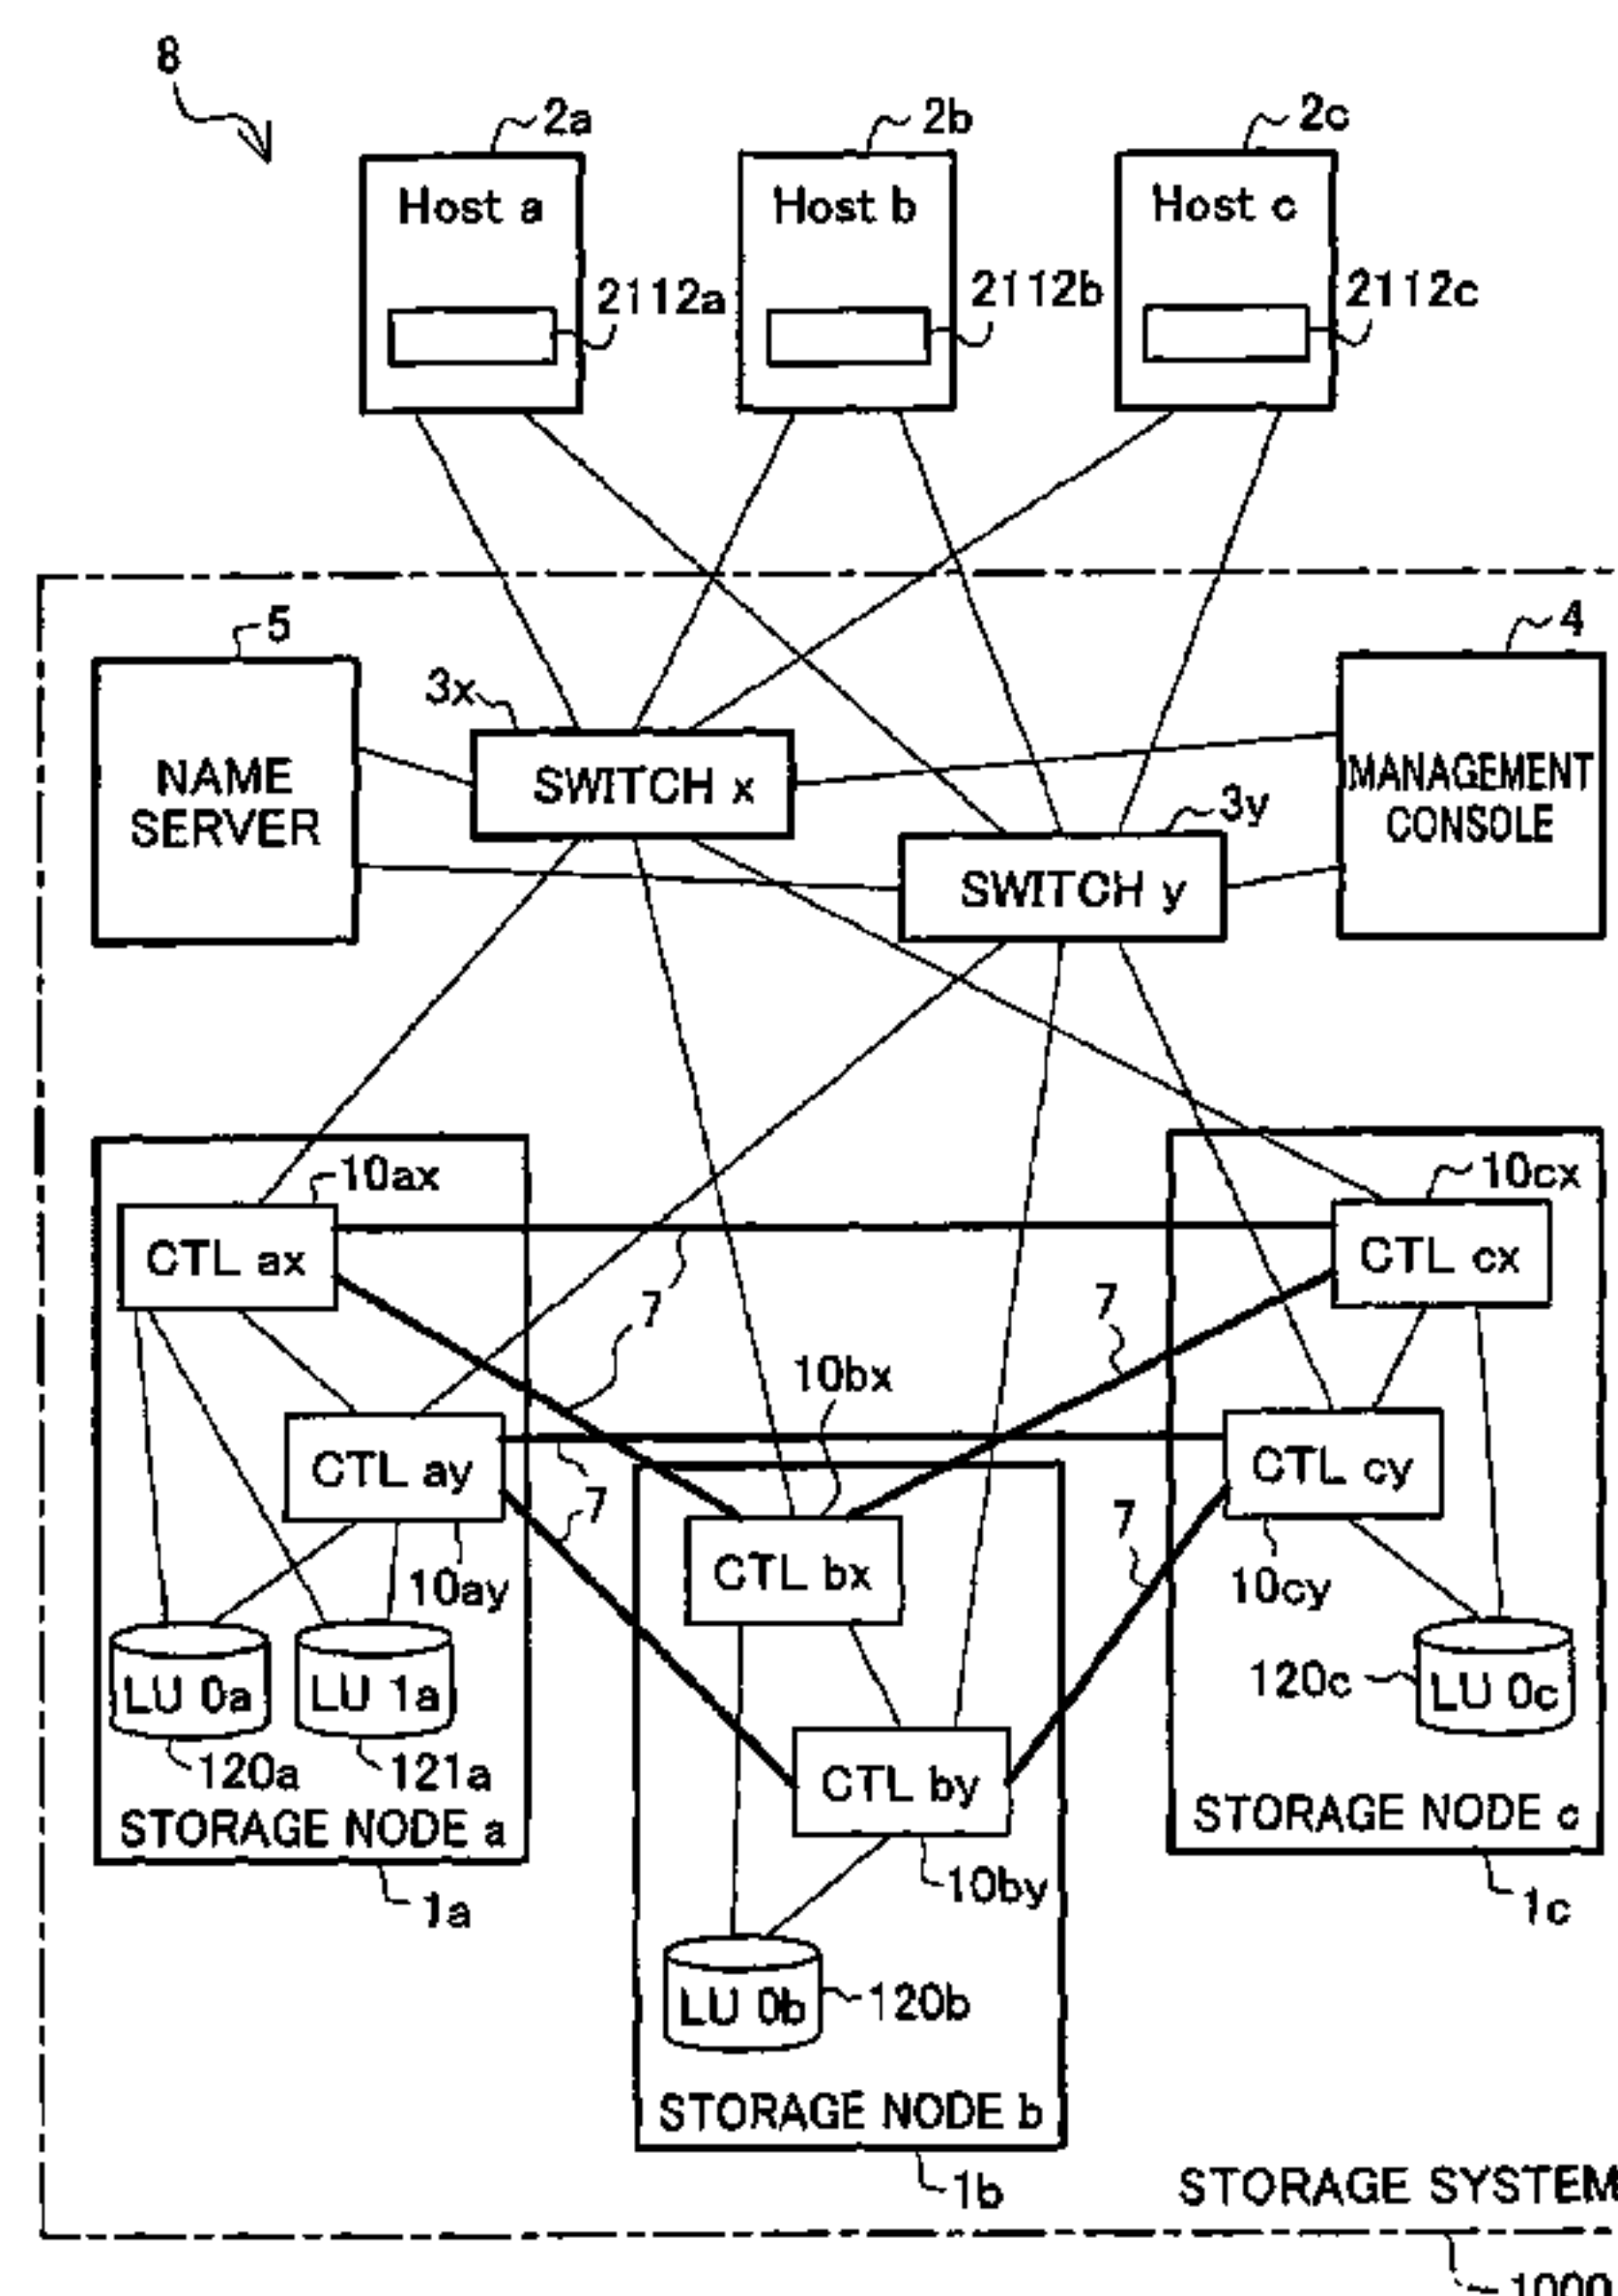 8
2a
2b
2c
Host a
Host b
Host c
2112a
2112b
2112c
5
4
3x
NAME
SERVER
SWITCH x
MANAGEMENT
CONSOLE
3y
SWITCH y
10ax
10cx
CTL ax
CTL cx
7
7
10bx
CTL ay
CTL cy
7
7
10ay
CTL bx
10cy
LU 0a
LU 1a
120c
LU 0c
120a
121a
CTL by
STORAGE NODE a
STORAGE NODE c
10by
1a
1c
LU 0b
120b
STORAGE NODE b
1b
STORAGE SYSTEM
1000